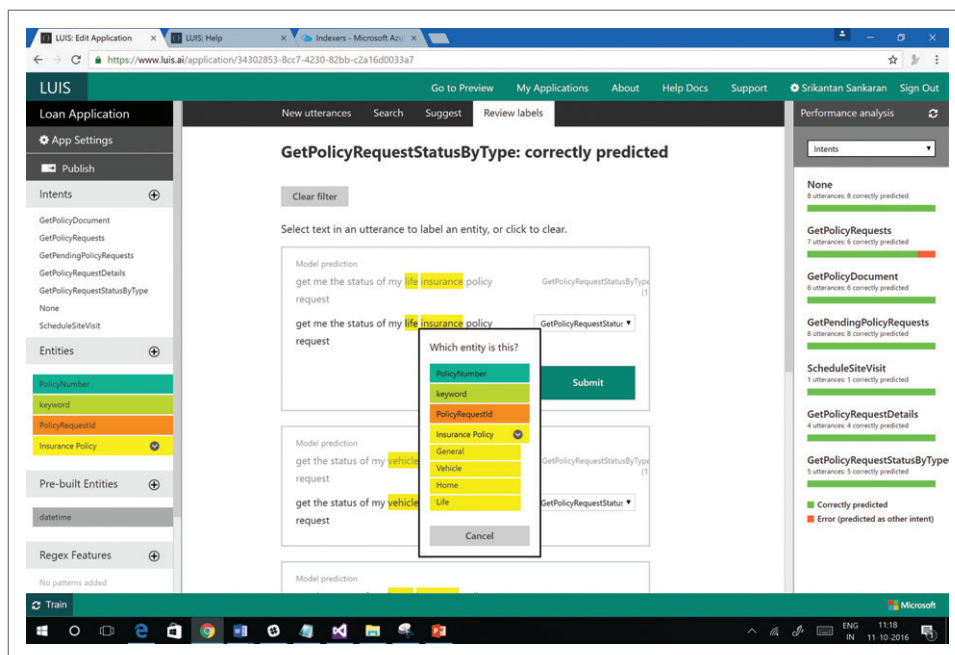 LUIS: Edit Application
LUIS: Help
Indexers - Microsoft Azu
https://www.luis.ai/application/34302853-8cc7-4230-82bb-c2a16d0033a7
LUIS
Go to Preview My Applications About Help Docs Support Srikantan Sankaran Sign Out
Loan Application
New utterances Search Suggest Review labels
Performance analysis
App Settings
Publish
Intents
GetPolicyDocument
GetPolicyRequests
GetPendingPolicyRequests
GetPolicyRequestDetails
GetPolicyRequestStatusByType
None
ScheduleSiteVisit
Entities
PolicyNumber
keyword
PolicyRequestId
Insurance Policy
Pre-built Entities
datetime
Regex Features
No patterns added
GetPolicyRequestStatusByType: correctly predicted
Clear filter
Select text in an utterance to label an entity, or click to clear.
Model prediction
get me the status of my life insurance policy
request
GetPolicyRequestStatusByType
(1
get me the status of my life insurance policy
request
GetPolicyRequestStatu:
Submit
Which entity is this?
PolicyNumber
keyword
PolicyRequestId
Insurance Policy
General
Vehicle
Home
Life
Cancel
Model prediction
get the status of my vehicle
request
GetPolicyRequestStatusByType
(1
get the status of my vehicle
request
GetPolicyRequestStatu:
Model prediction
Intents
None
8 utterances: 8 correctly predicted
GetPolicyRequests
7 utterances: 6 correctly predicted
GetPolicyDocument
6 utterances: 6 correctly predicted
GetPendingPolicyRequests
8 utterances: 8 correctly predicted
ScheduleSiteVisit
1 utterances: 1 correctly predicted
GetPolicyRequestDetails
4 utterances: 4 correctly predicted
GetPolicyRequestStatusByType
5 utterances: 5 correctly predicted
Correctly predicted
Error (predicted as other intent)
Train
Microsoft
ENG
IN
11:18
11-10-2016